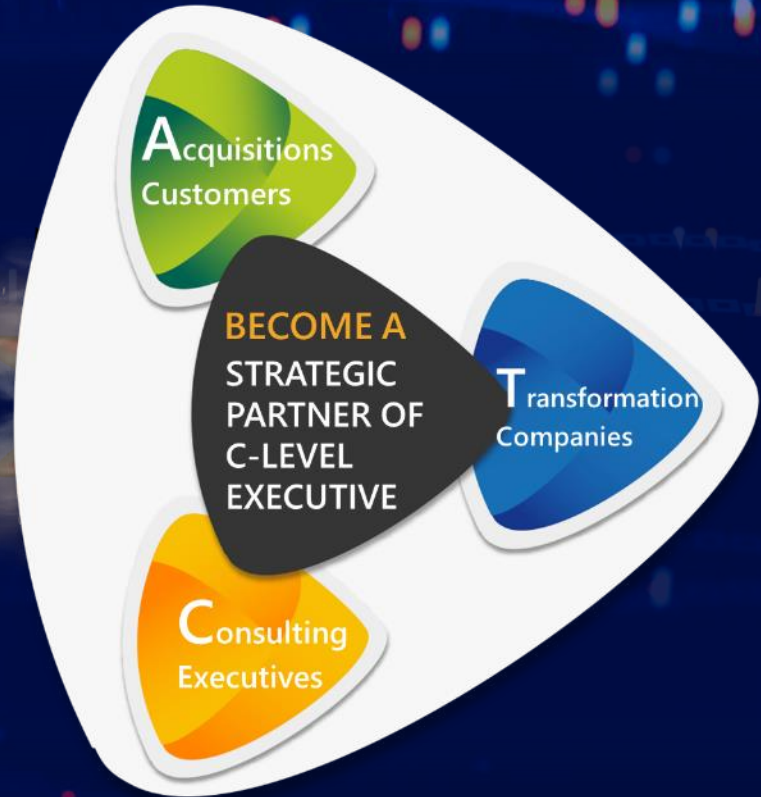 Acquisitions
Customers
BECOME A
STRATEGIC
PARTNER OF
C-LEVEL
EXECUTIVE
Transformation
Companies
Consulting
Executives